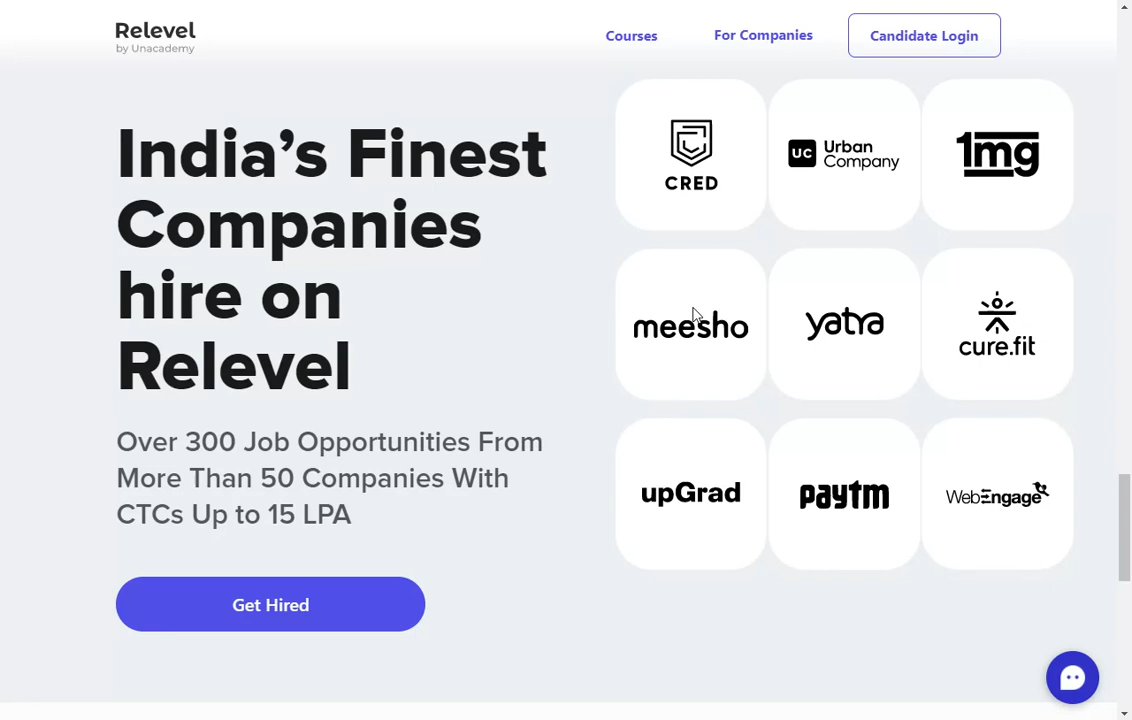 Relevel
by Unacademy
Courses
For Companies
Candidate Login
India’s Finest
Companies
hire on
Relevel
Over 300 Job Opportunities From
More Than 50 Companies With
CTCs Up to 15 LPA
Get Hired
CRED
UC Urban
Company
1mg
meesho
yatra
cure.fit
upGrad
paytm
WebEngage